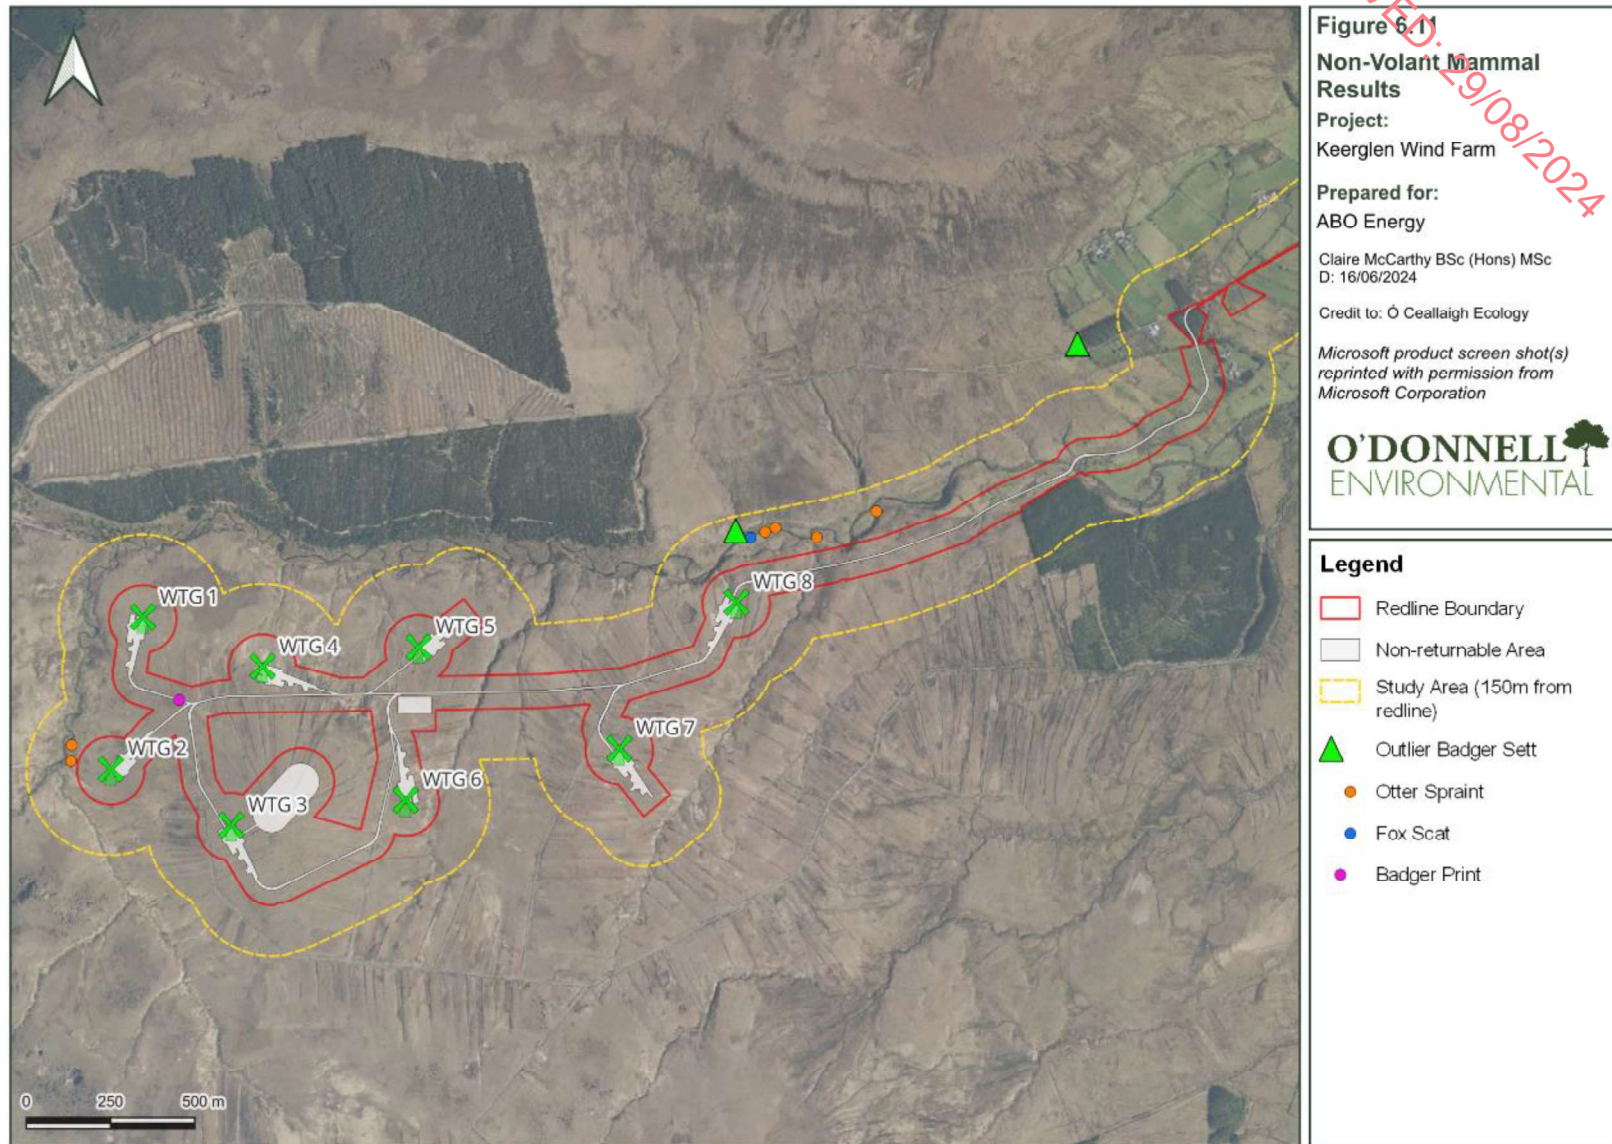 Figure 6.11
Non-Volant Mammal
Results
Project:
Keerglen Wind Farm
Prepared for:
ABO Energy
Claire McCarthy BSc (Hons) MSc
D: 16/06/2024
Credit to: Ó Ceallaigh Ecology
Microsoft product screen shot(s)
reprinted with permission from
Microsoft Corporation
O'DONNELL
ENVIRONMENTAL
29/08/2024
Legend
Redline Boundary
Non-returnable Area
Study Area (150m from
redline)
Outlier Badger Sett
Otter Spraint
Fox Scat
Badger Print
WTG 1
WTG 4
WTG 5
WTG 8
WTG 2
WTG 7
WTG 3
WTG 6
0 250 500 m